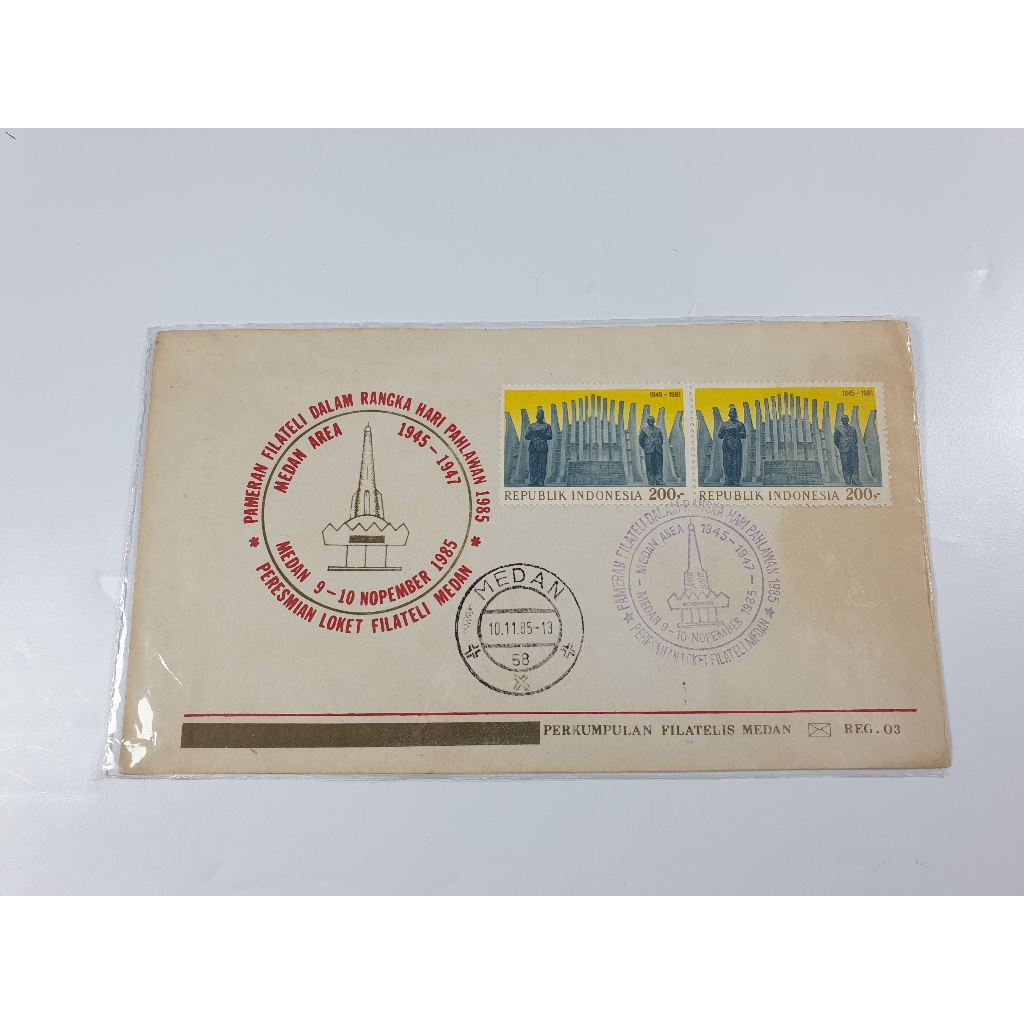 PAMERAN FILATELI DALAM RANGKA HARI PAHLAWAN 1985
MEDAN AREA 1945-1947
MEDAN 9-10 NOPEMBER 1985
* PERESMIAN LOKET FILATELI MEDAN *
1945 - 1981
REPUBLIK INDONESIA 200,-
1945 - 1981
REPUBLIK INDONESIA 200,-
PAMERAN FILATELI DALAM RANGKA HARI PAHLAWAN 1985
MEDAN AREA 1945-1947
MEDAN 9-10 NOPEMBER 1985
* PERESMIAN LOKET FILATELI MEDAN *
MEDAN
10.11.85-13
58
PERKUMPULAN FILATELIS MEDAN REG. 03